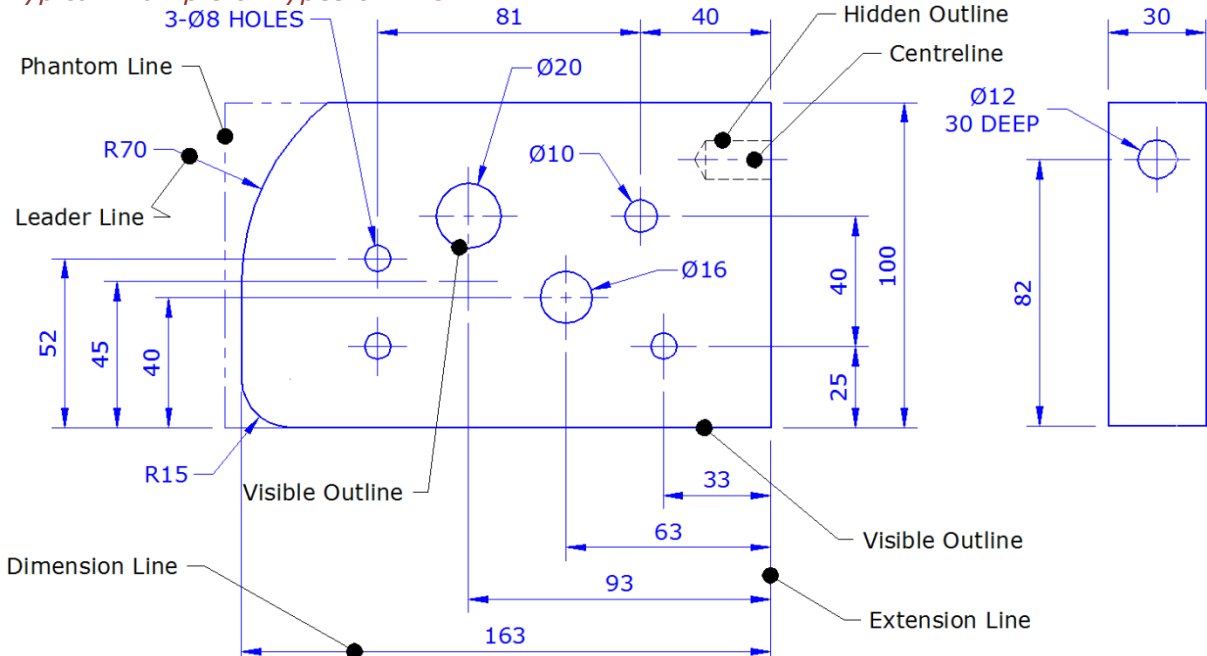 3-Ø8 HOLES
81
40
Hidden Outline
30
Phantom Line
Ø20
Centreline
Ø12
30 DEEP
R70
Ø10
Leader Line
Ø16
40
100
82
52
45
40
25
R15
Visible Outline
33
63
Visible Outline
Dimension Line
93
Extension Line
163